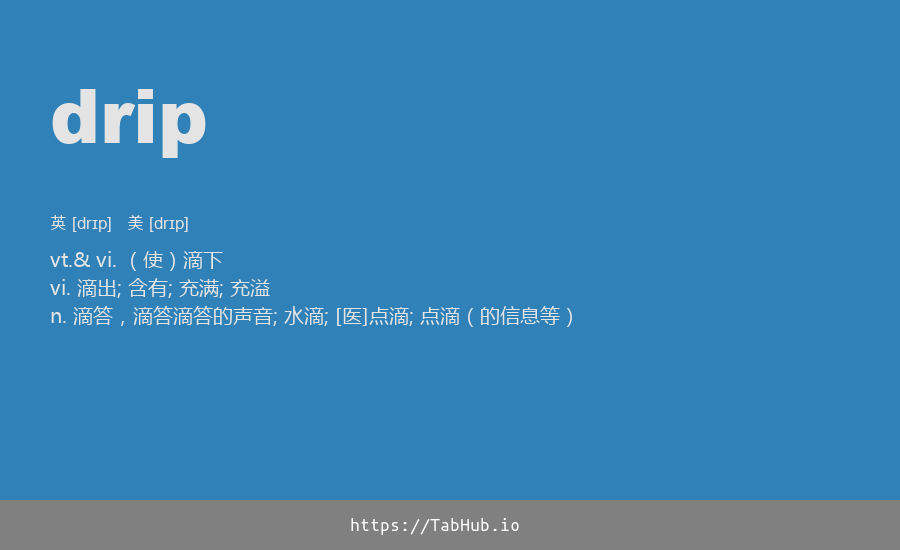 drip
英 [drɪp] 美 [drɪp]
vt.& vi. （使）滴下
vi. 滴出; 含有; 充满; 充溢
n. 滴答，滴答滴答的声音; 水滴; [医]点滴; 点滴（的信息等）
https://TabHub.io